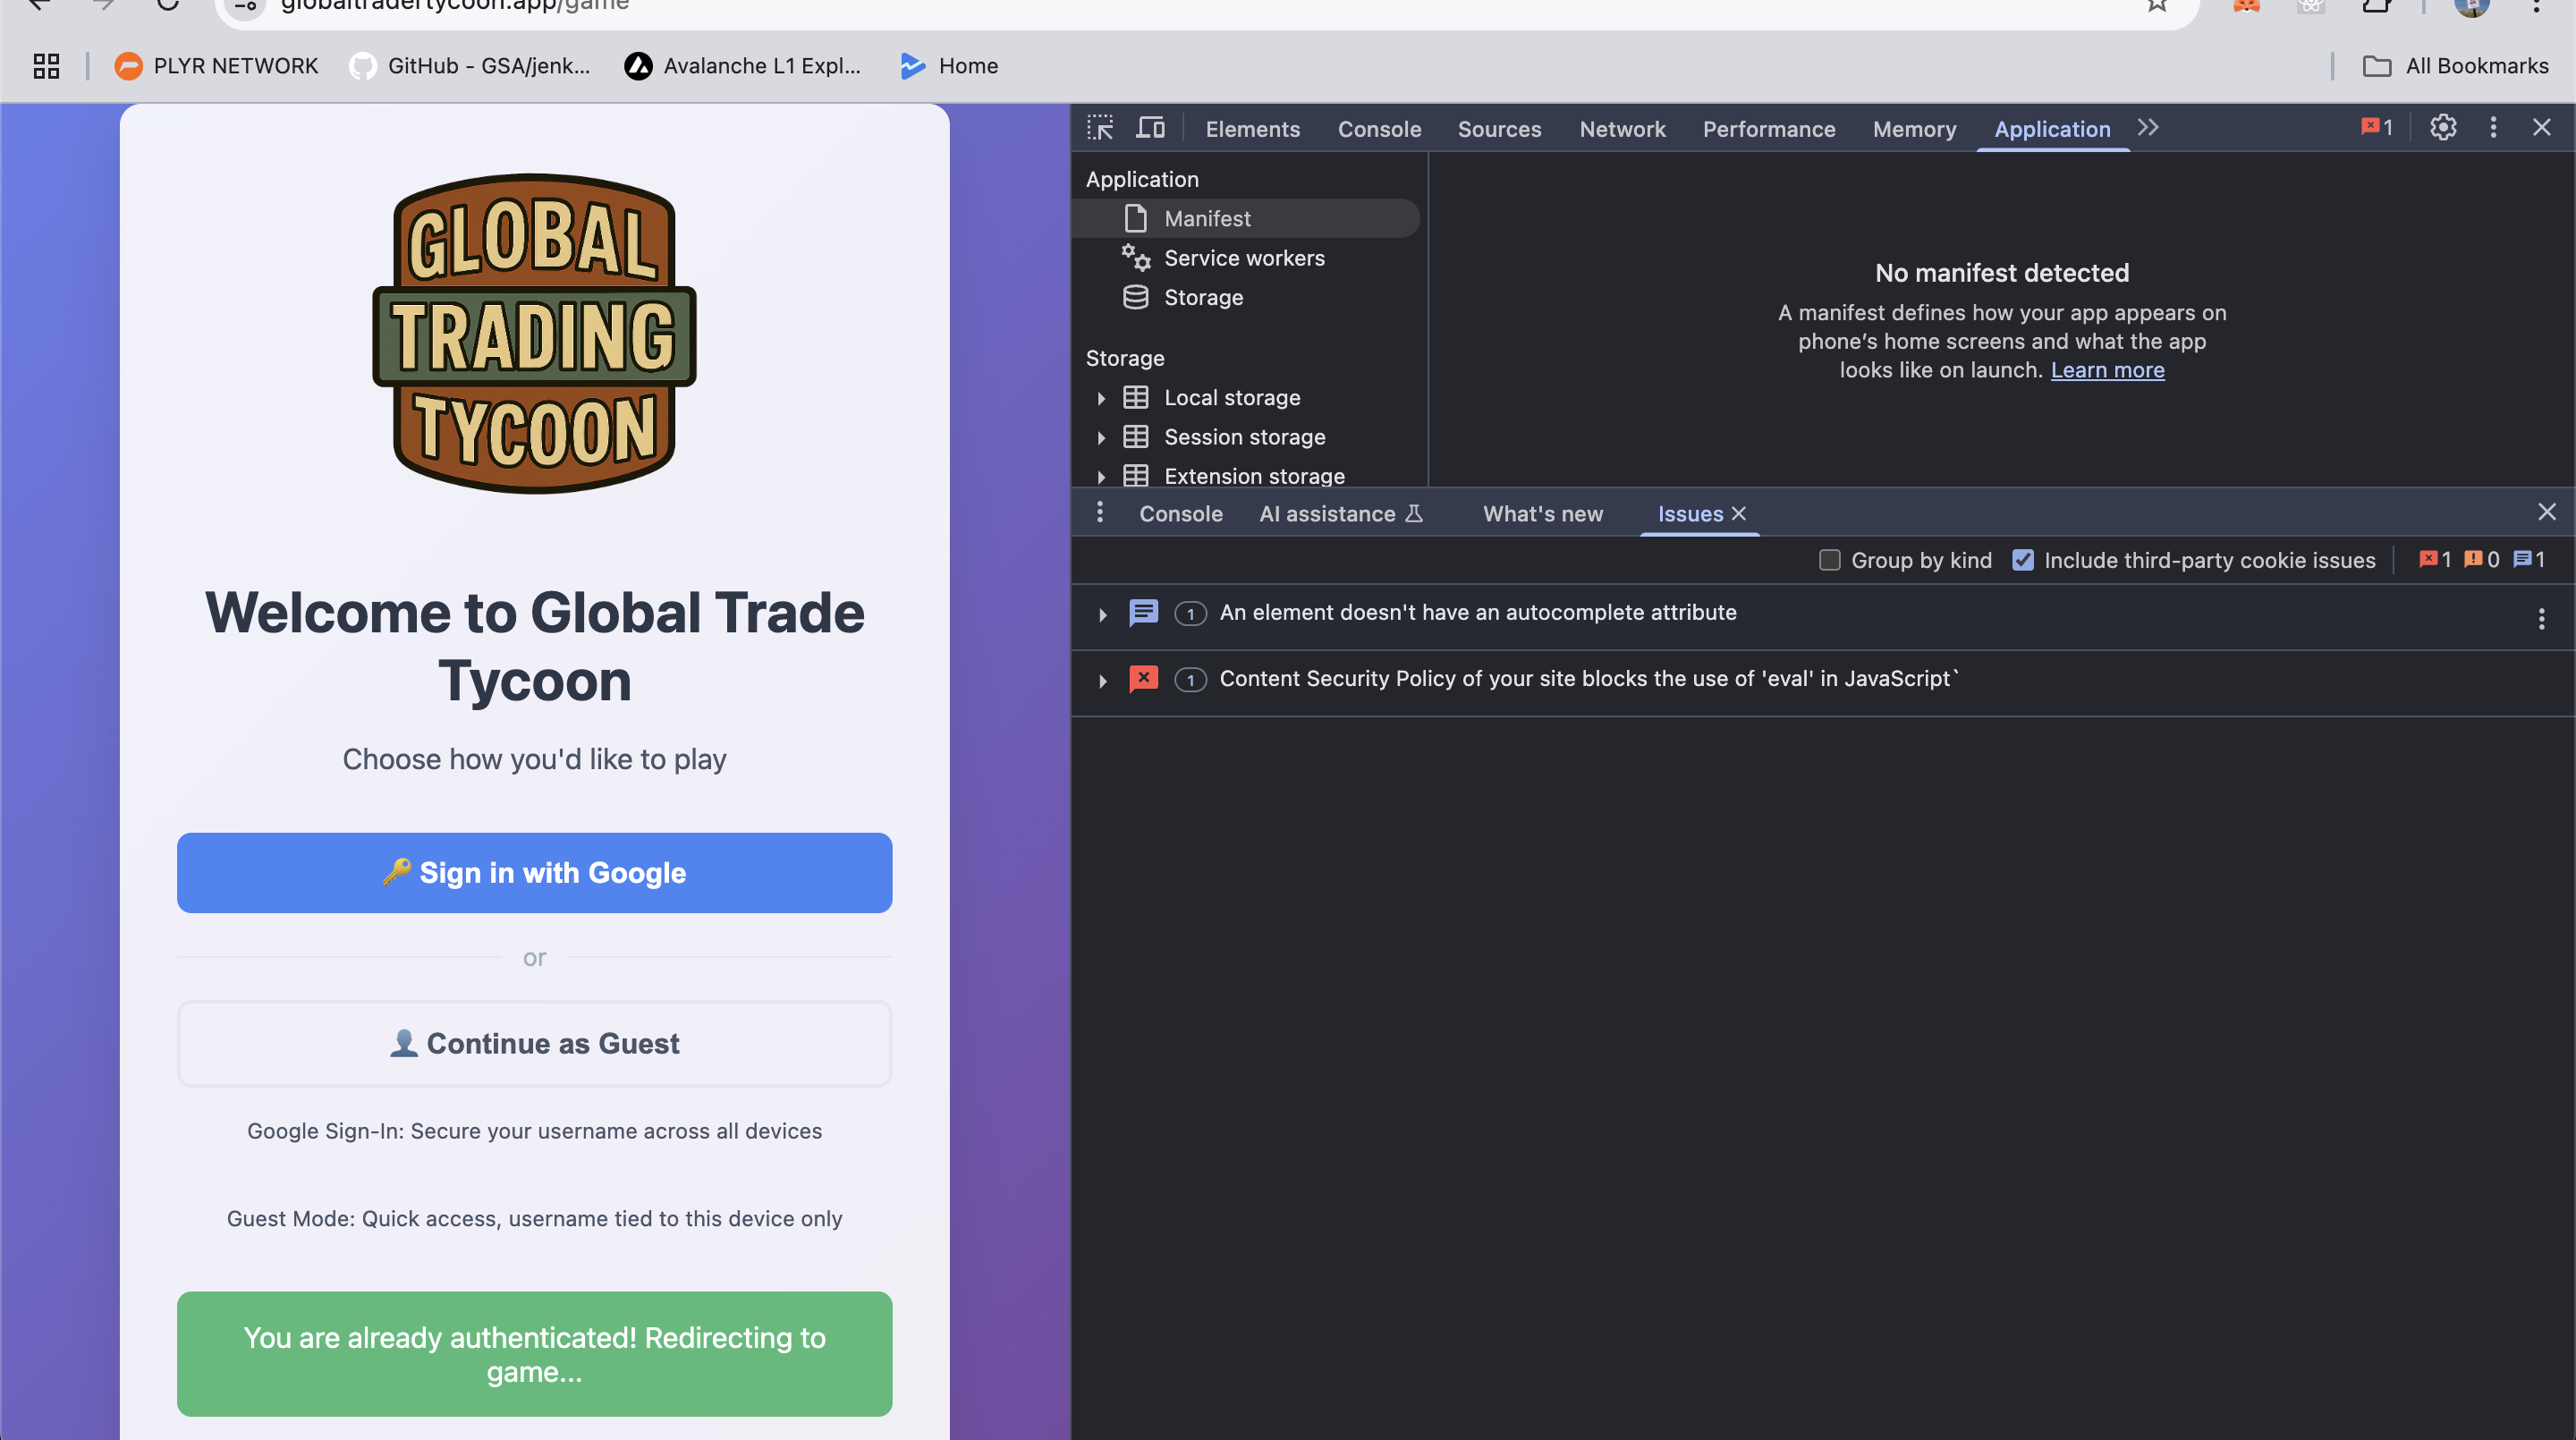 globaltradertycoon.app/game
PLYR NETWORK
GitHub - GSA/jenk...
Avalanche L1 Expl...
Home
All Bookmarks
GLOBAL
TRADING
TYCOON
Welcome to Global Trade
Tycoon
Choose how you'd like to play
Sign in with Google
or
Continue as Guest
Google Sign-In: Secure your username across all devices
Guest Mode: Quick access, username tied to this device only
You are already authenticated! Redirecting to
game...
Elements Console Sources Network Performance Memory Application 1
Application
Manifest
Service workers
Storage
Storage
Local storage
Session storage
Extension storage
No manifest detected
A manifest defines how your app appears on
phone’s home screens and what the app
looks like on launch. Learn more
Console AI assistance What's new Issues
Group by kind Include third-party cookie issues 1 0 1
1 An element doesn't have an autocomplete attribute
1 Content Security Policy of your site blocks the use of 'eval' in JavaScript`